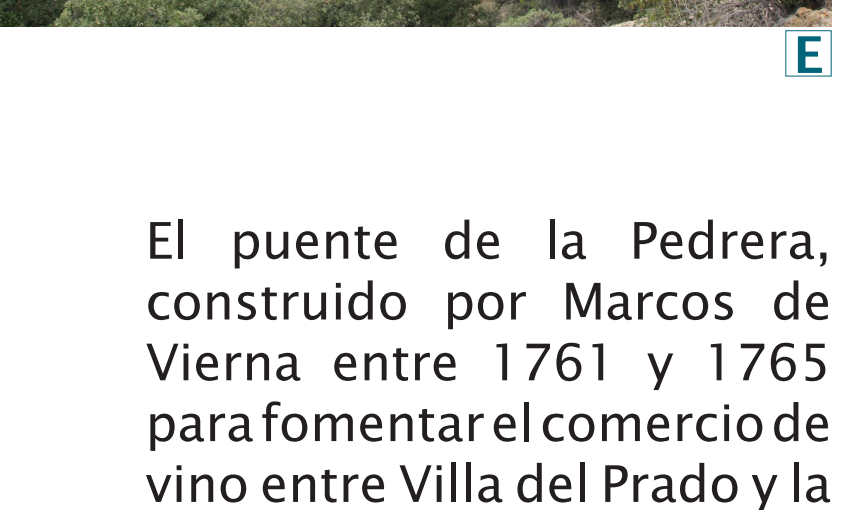 E
El puente de la Pedrera,
construido por Marcos de
Vierna entre 1761 y 1765
para fomentar el comercio de
vino entre Villa del Prado y la